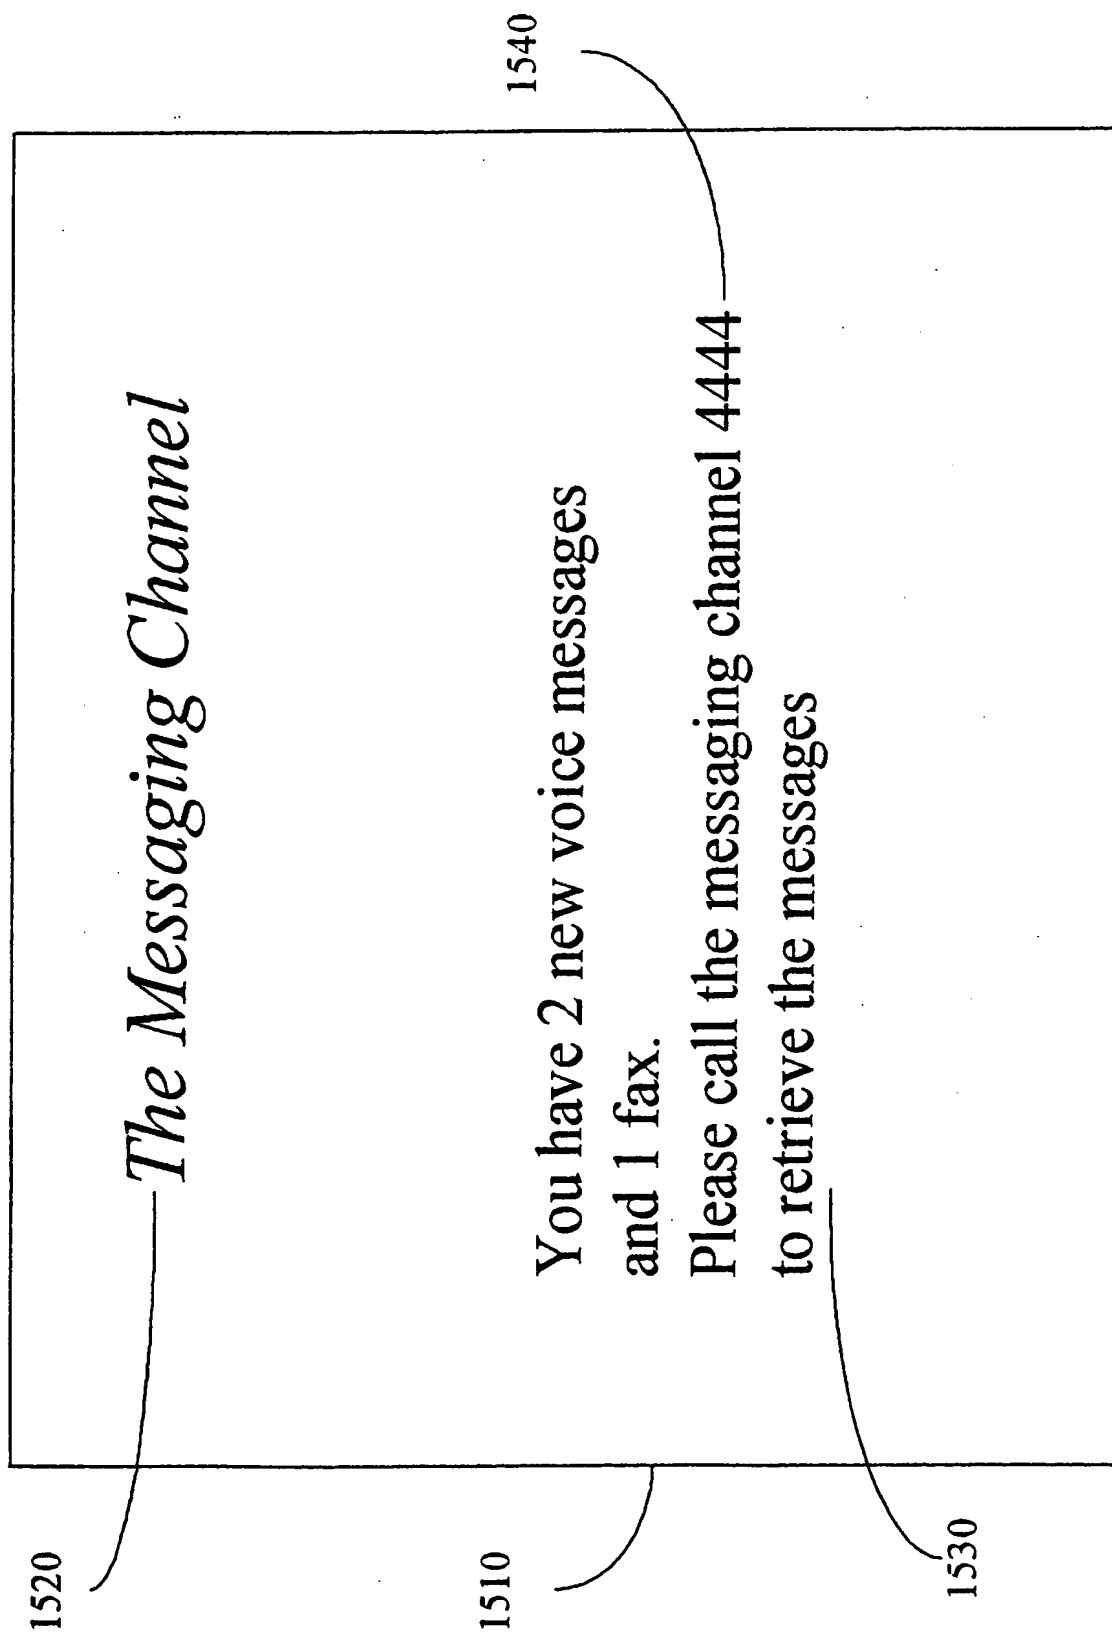 1520
The Messaging Channel
1510
You have 2 new voice messages
and 1 fax.
1540
Please call the messaging channel 4444
to retrieve the messages
1530